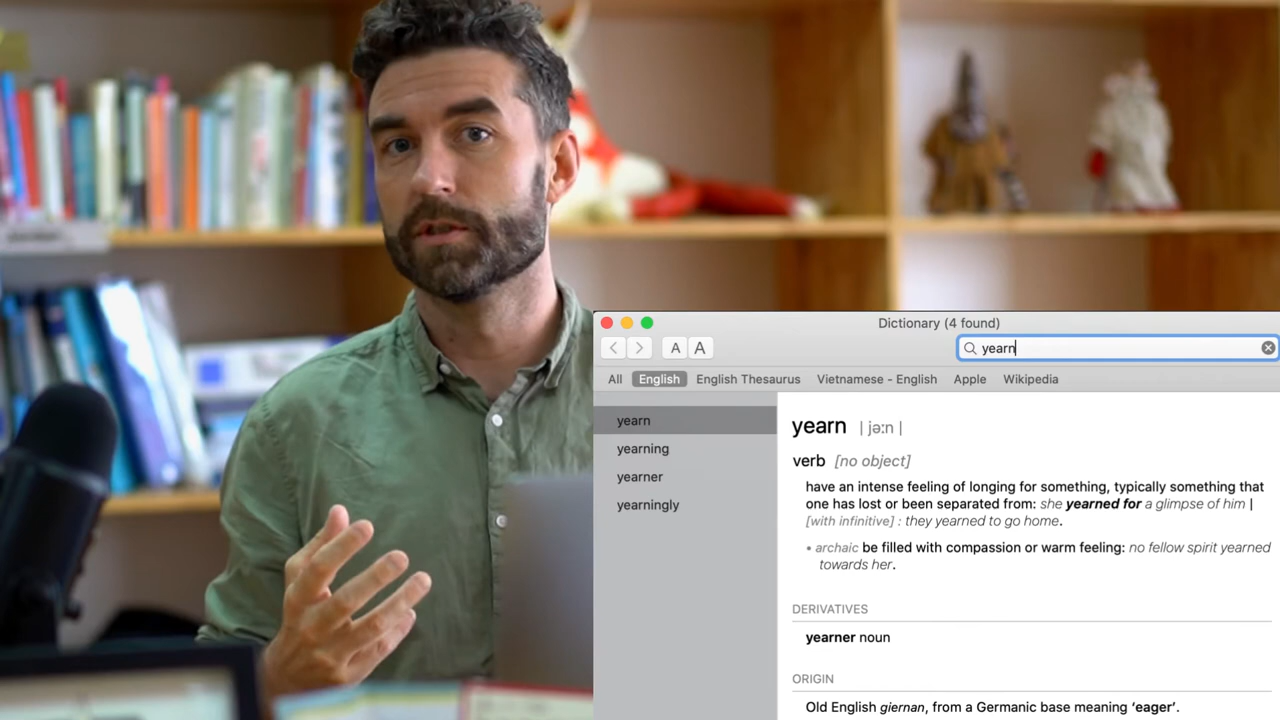 Dictionary (4 found)
A A
yearn
All English English Thesaurus Vietnamese - English Apple Wikipedia
yearn
yearning
yearner
yearningly
yearn | jəːn |
verb [no object]
have an intense feeling of longing for something, typically something that
one has lost or been separated from: she yearned for a glimpse of him |
[with infinitive] : they yearned to go home.
• archaic be filled with compassion or warm feeling: no fellow spirit yearned
towards her.
DERIVATIVES
yearner noun
ORIGIN
Old English giernan, from a Germanic base meaning ‘eager’.